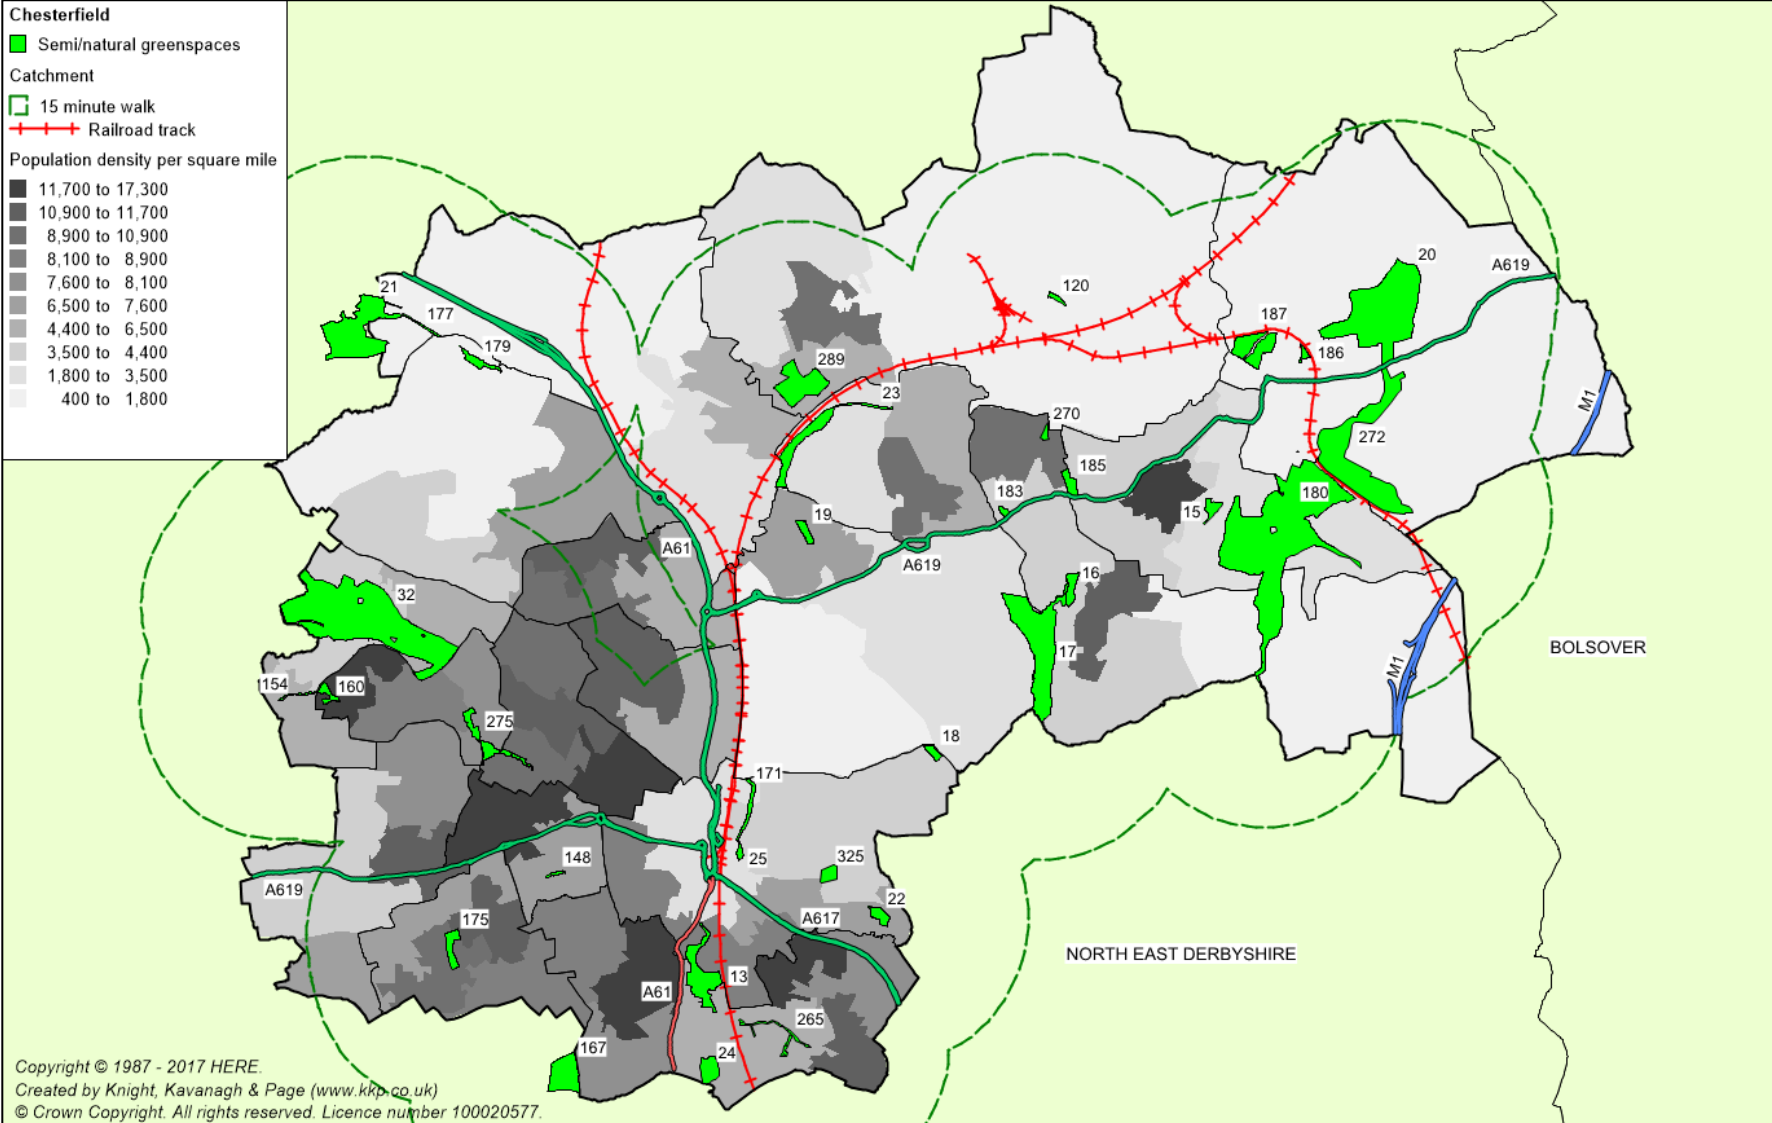 Chesterfield
Semi/natural greenspaces
Catchment
15 minute walk
Railroad track
Population density per square mile
11,700 to 17,300
10,900 to 11,700
8,900 to 10,900
8,100 to 8,900
7,600 to 8,100
6,500 to 7,600
4,400 to 6,500
3,500 to 4,400
1,800 to 3,500
400 to 1,800
20
A619
21
120
177
187
179
186
289
23
M1
270
272
185
183
180
15
19
A61
A619
16
32
17
BOLSOVER
M1
154
160
275
18
171
148
25
325
A619
22
175
A617
NORTH EAST DERBYSHIRE
13
A61
265
167
24
Copyright © 1987 - 2017 HERE.
Created by Knight, Kavanagh & Page (www.kkp.co.uk)
© Crown Copyright. All rights reserved. Licence number 100020577.